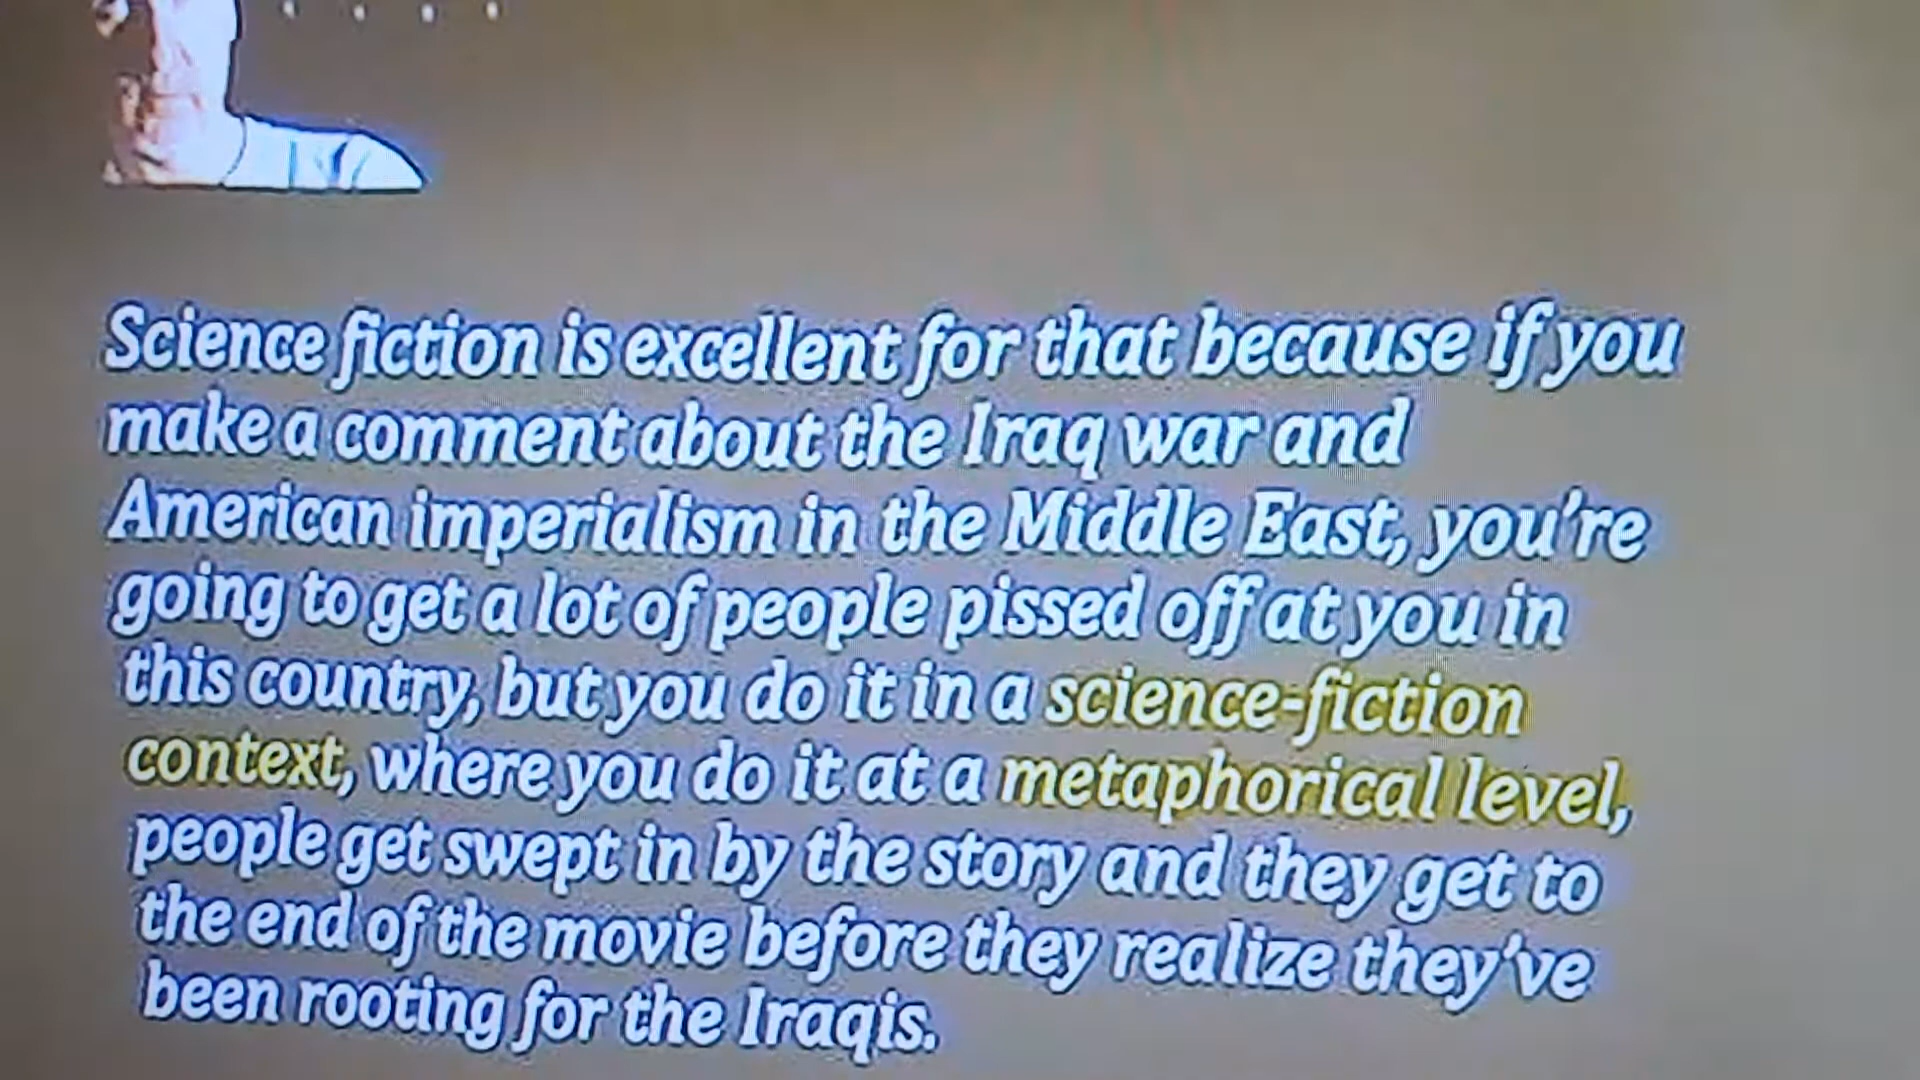 Science fiction is excellent for that because if you
make a comment about the Iraq war and
American imperialism in the Middle East, you're
going to get a lot of people pissed off at you in
this country, but you do it in a science-fiction
context, where you do it at a metaphorical level,
people get swept in by the story and they get to
the end of the movie before they realize they've
been rooting for the Iraqis.